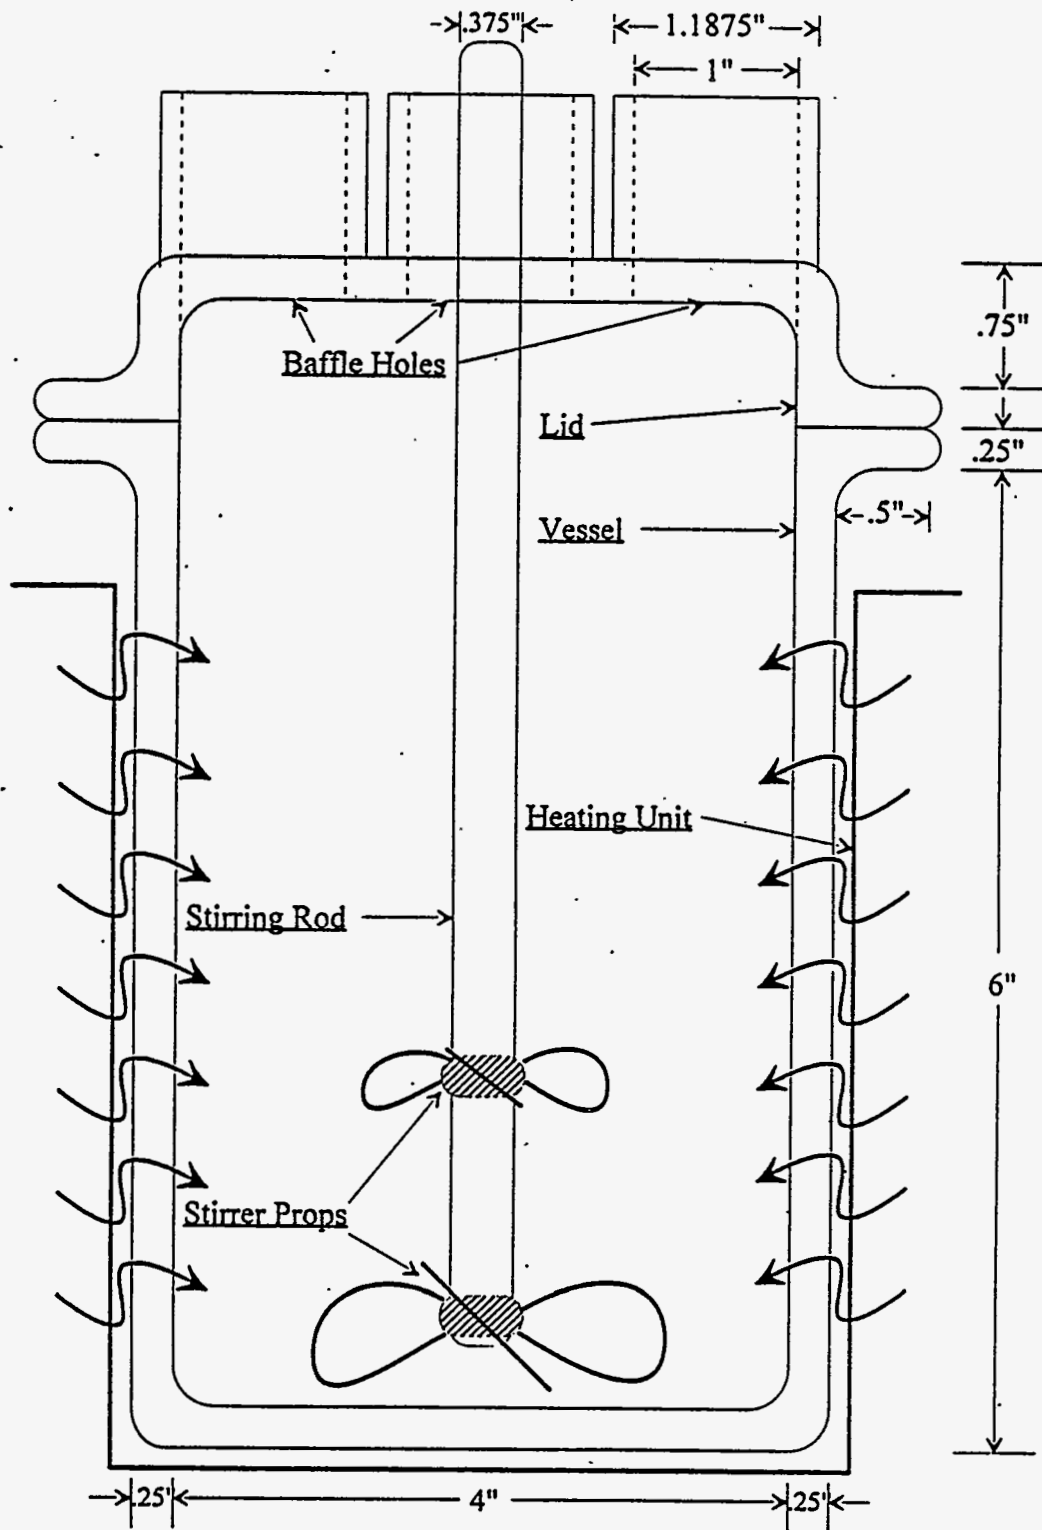 .375" 1.1875"
1"
.75"
Baffle Holes
Lid
.25"
.5"
Vessel
Heating Unit
Stirring Rod
6"
Stirrer Props
.25' 4" .25'